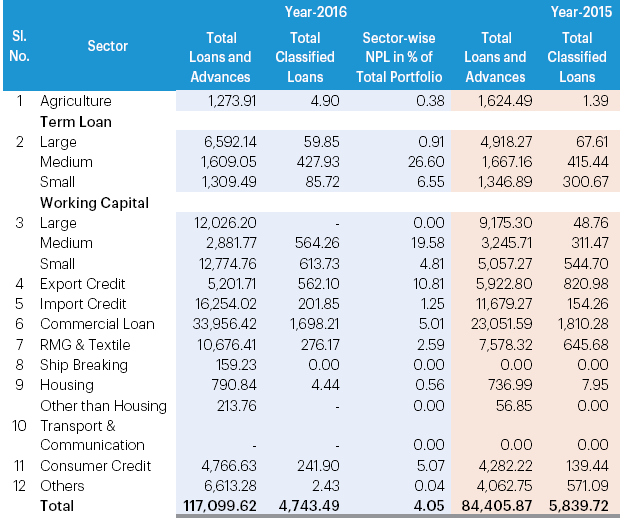 Year-2016 Year-2015
Sl. No. Sector Total Loans and Advances Total Classified Loans Sector-wise NPL in % of Total Portfolio Total Loans and Advances Total Classified Loans
1 Agriculture 1,273.91 4.90 0.38 1,624.49 1.39
Term Loan
2 Large 6,592.14 59.85 0.91 4,918.27 67.61
Medium 1,609.05 427.93 26.60 1,667.16 415.44
Small 1,309.49 85.72 6.55 1,346.89 300.67
Working Capital
3 Large 12,026.20 - 0.00 9,175.30 48.76
Medium 2,881.77 564.26 19.58 3,245.71 311.47
Small 12,774.76 613.73 4.81 5,057.27 544.70
4 Export Credit 5,201.71 562.10 10.81 5,922.80 820.98
5 Import Credit 16,254.02 201.85 1.25 11,679.27 154.26
6 Commercial Loan 33,956.42 1,698.21 5.01 23,051.59 1,810.28
7 RMG & Textile 10,676.41 276.17 2.59 7,578.32 645.68
8 Ship Breaking 159.23 0.00 0.00 0.00 0.00
9 Housing 790.84 4.44 0.56 736.99 7.95
Other than Housing 213.76 - 0.00 56.85 0.00
10 Transport &
Communication - - 0.00 0.00 0.00
11 Consumer Credit 4,766.63 241.90 5.07 4,282.22 139.44
12 Others 6,613.28 2.43 0.04 4,062.75 571.09
Total 117,099.62 4,743.49 4.05 84,405.87 5,839.72